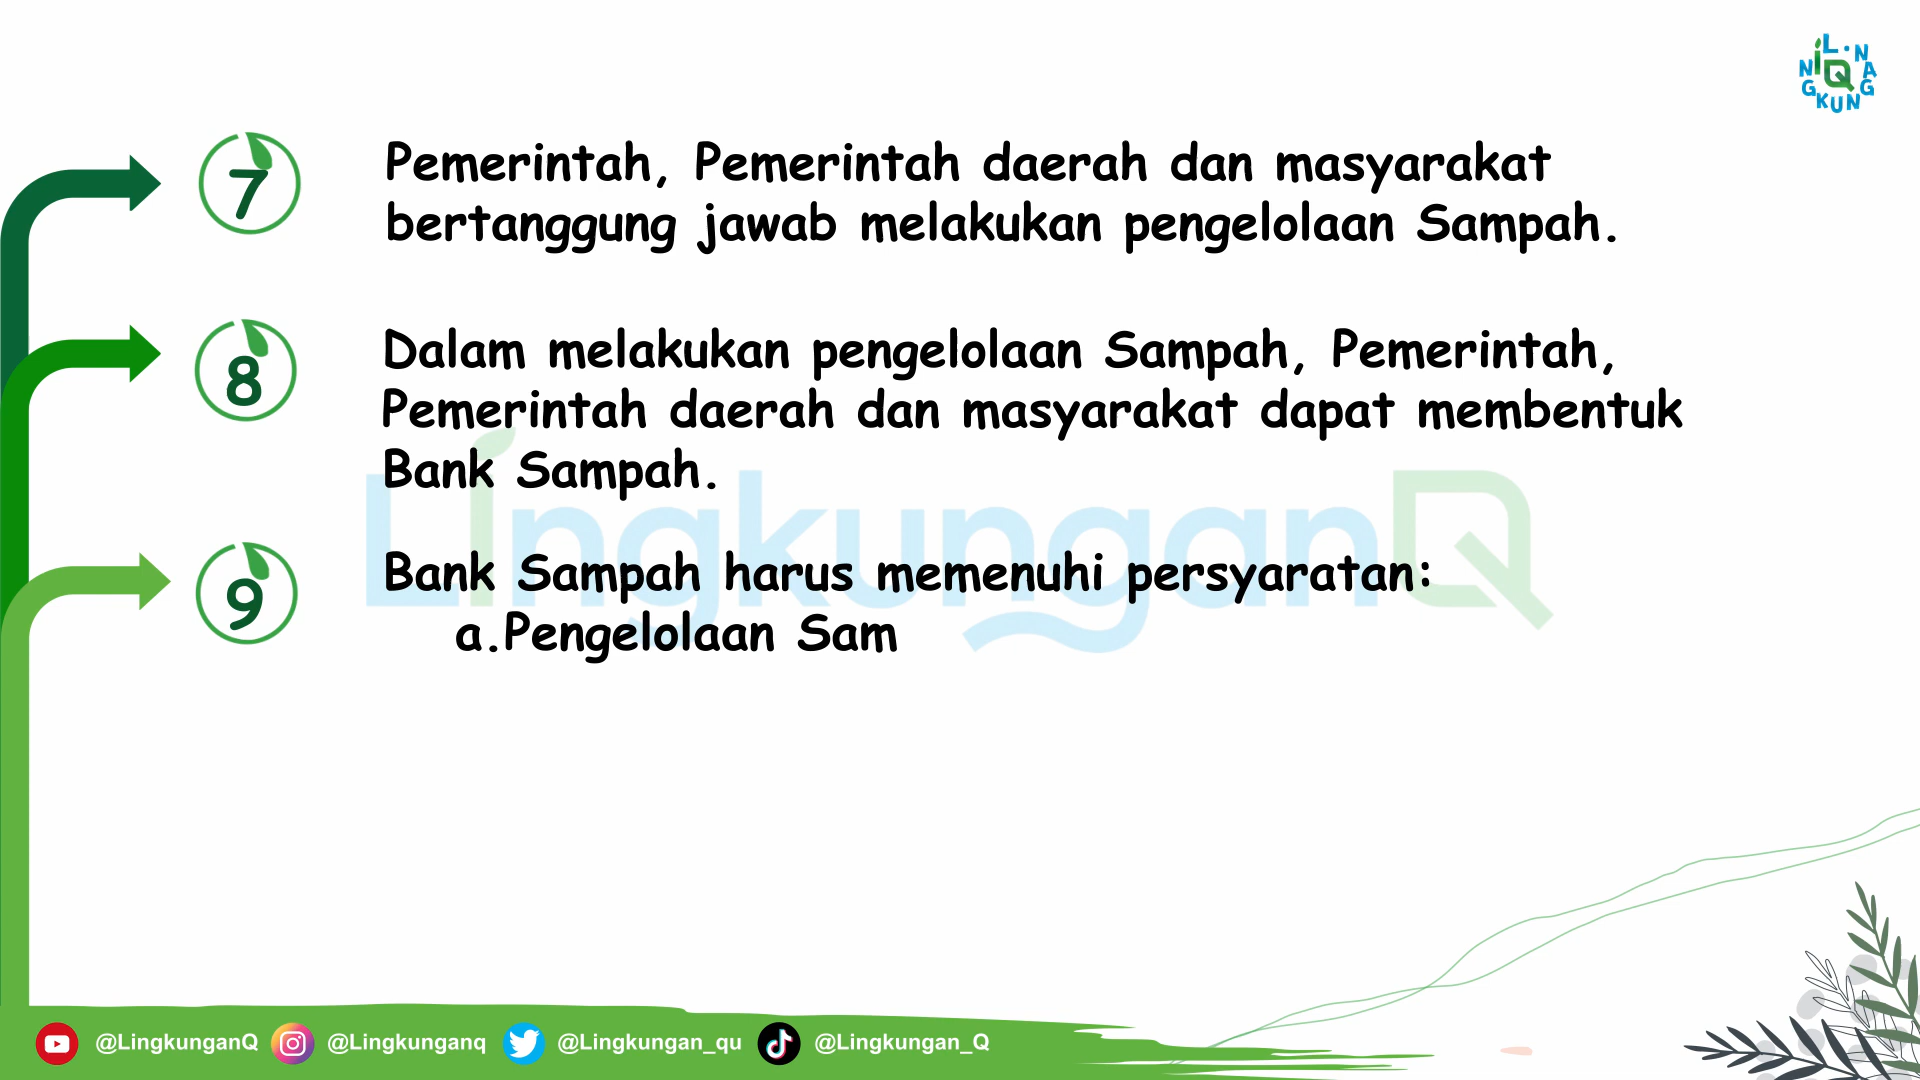 7
Pemerintah, Pemerintah daerah dan masyarakat
bertanggung jawab melakukan pengelolaan Sampah.
8
Dalam melakukan pengelolaan Sampah, Pemerintah,
Pemerintah daerah dan masyarakat dapat membentuk
Bank Sampah.
9
Bank Sampah harus memenuhi persyaratan:
a.Pengelolaan Sam
LingkunganQ
LINGKUNGAN Q
@LingkunganQ @Lingkunganq @Lingkungan_qu @Lingkungan_Q